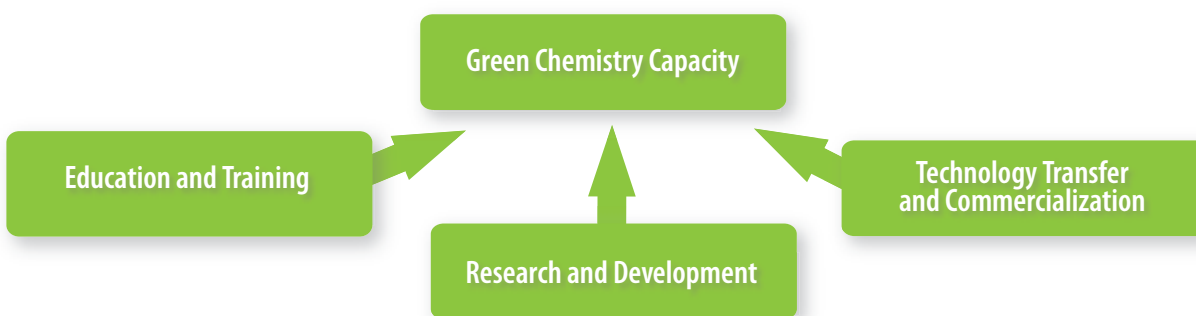 Green Chemistry Capacity
Education and Training
Technology Transfer
and Commercialization
Research and Development